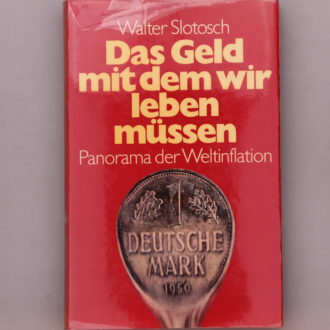 Walter Slotosch
Das Geld
mit dem wir
leben
müssen
Panorama der Weltinflation
1
DEUTSCHE
MARK
1950